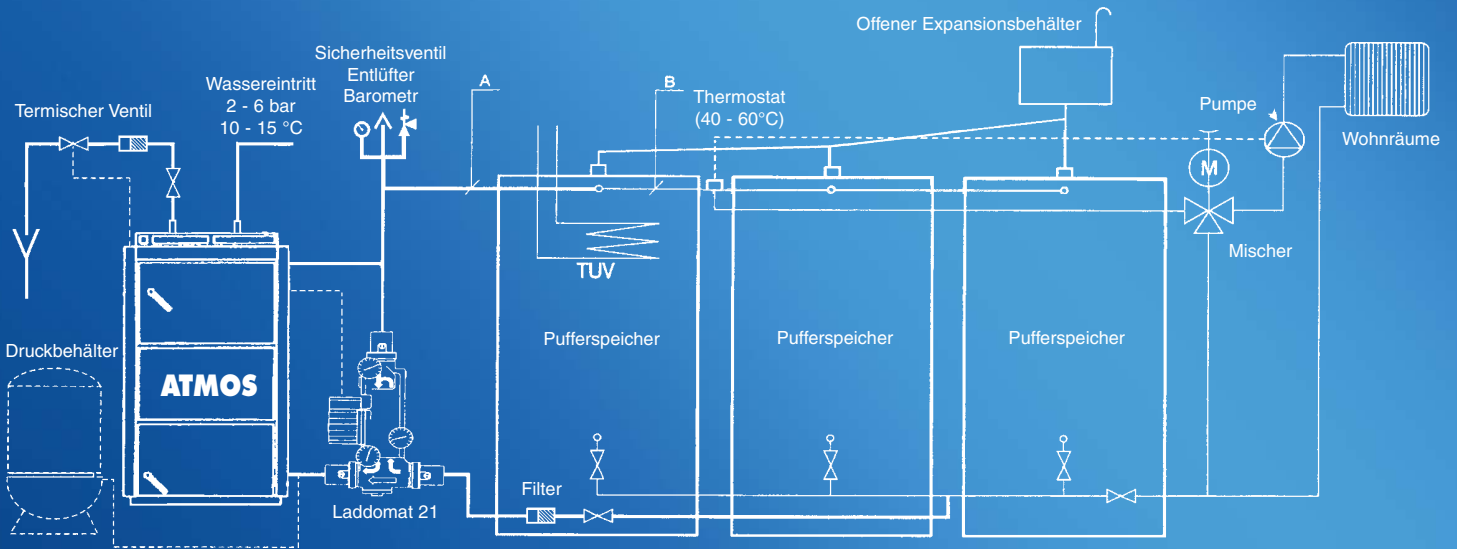 Offener Expansionsbehälter
Sicherheitsventil
Entlüfter
Barometr
Wassereintritt
2 - 6 bar
10 - 15 °C
Termischer Ventil
A
B
Thermostat
(40 - 60°C)
Pumpe
Wohnräume
M
Mischer
TUV
Pufferspeicher
Pufferspeicher
Pufferspeicher
Druckbehälter
ATMOS
Filter
Laddomat 21